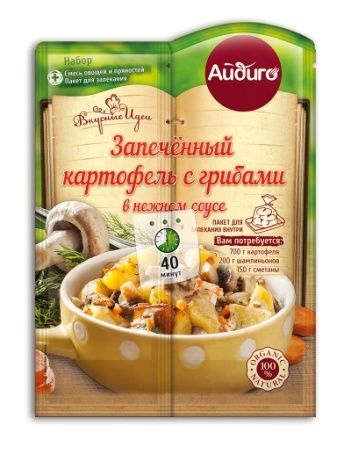 Набор
Смесь овощей и пряностей
Пакет для запекания
Айдиго
Вкусные Идеи
Запечённый
картофель с грибами
в нежном соусе
ПАКЕТ ДЛЯ
ЗАПЕКАНИЯ ВНУТРИ
Вам потребуется:
700 г картофеля
200 г шампиньонов
150 г сметаны
40
минут
ORGANIC
100%
NATURAL